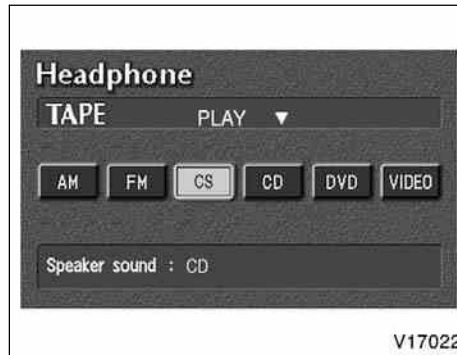 Headphone
TAPE PLAY ▼
AM FM CS CD DVD VIDEO
Speaker sound : CD
V17022